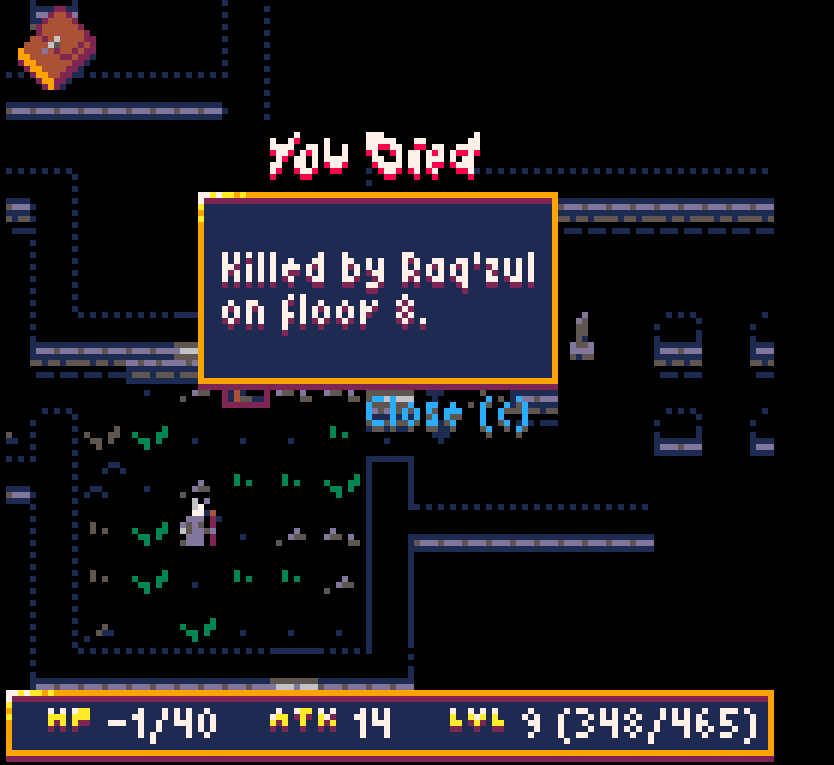 You Died
Killed by Raq'zul
on floor 8.
Close (c)
HP -1/40 ATK 14 LVL 9 (348/465)